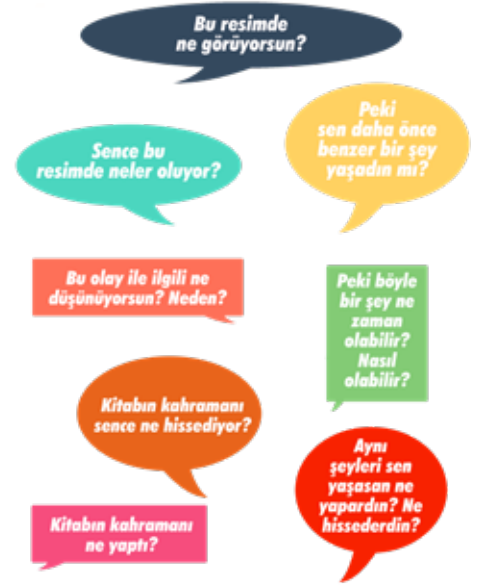 Bu resimde
ne görüyorsun?
Peki
sen daha önce
benzer bir şey
yaşadın mı?
Sence bu
resimde neler oluyor?
Bu olay ile ilgili ne
düşünüyorsun? Neden?
Peki böyle
bir şey ne
zaman
olabilir?
Nasıl
olabilir?
Kitabın kahramanı
sence ne hissediyor?
Aynı
şeyleri sen
yaşasan ne
yapardın? Ne
hissederdin?
Kitabın kahramanı
ne yaptı?